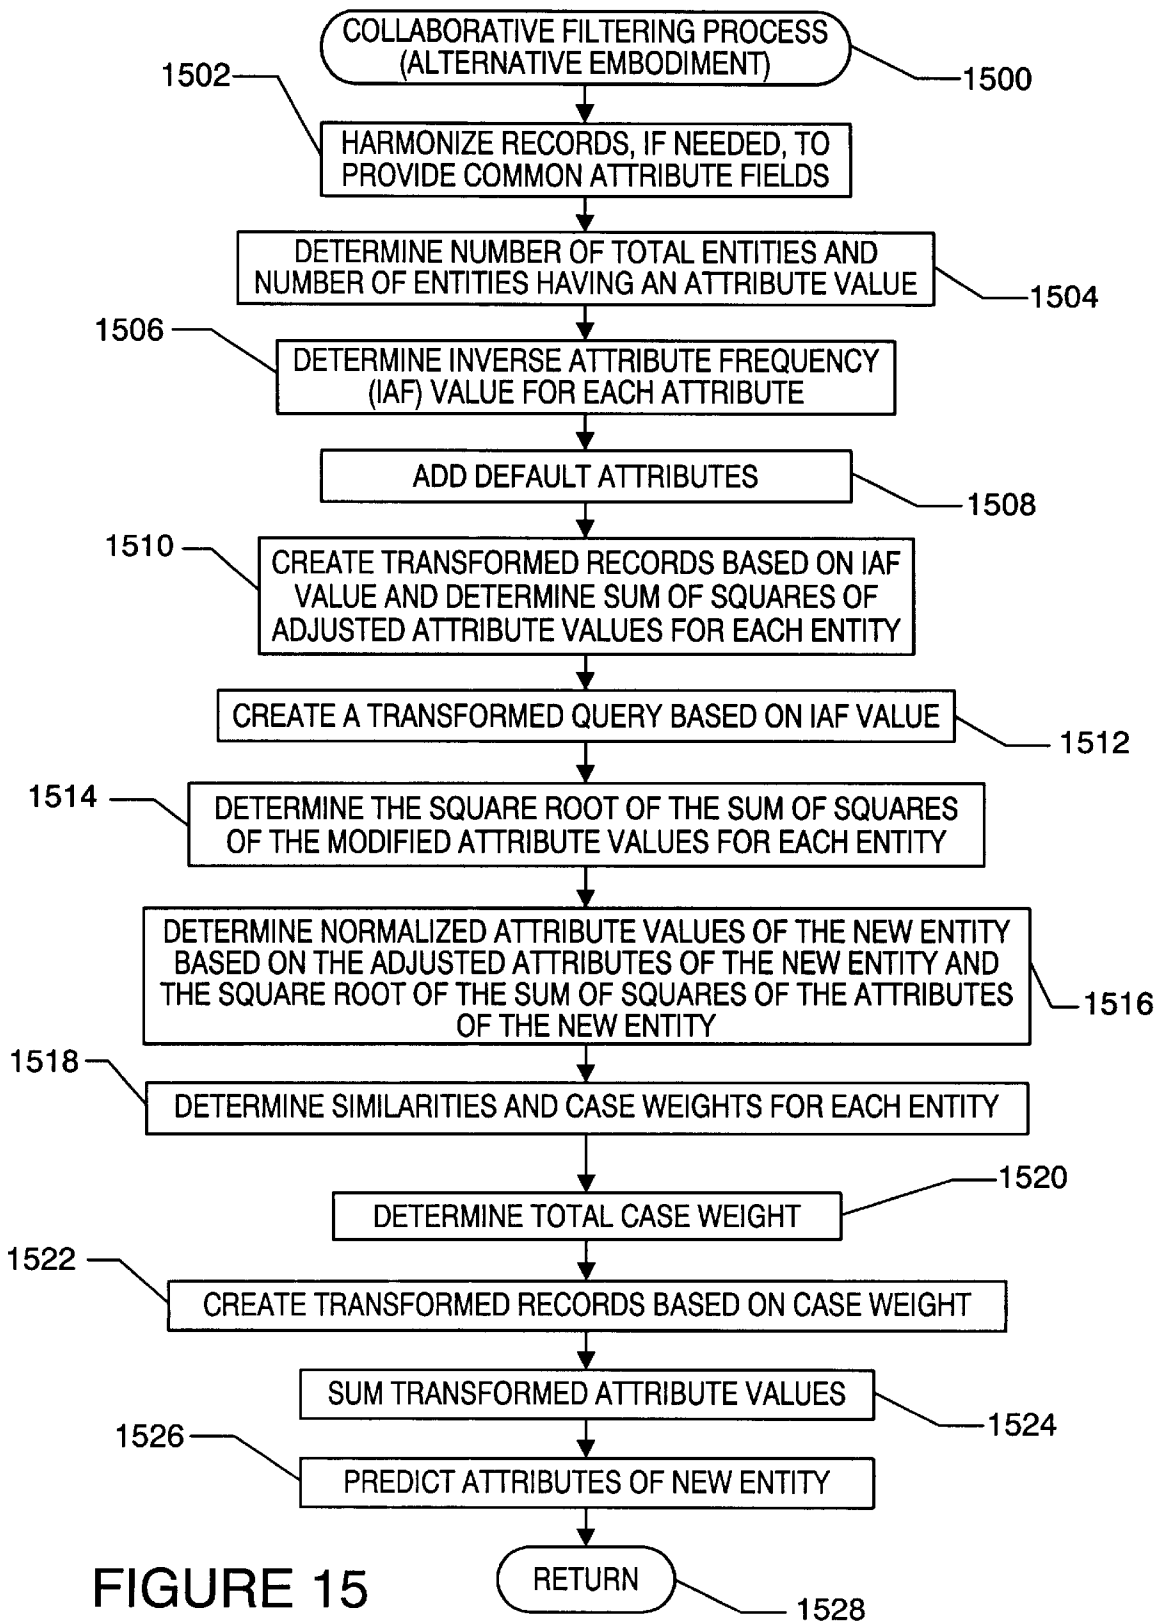 COLLABORATIVE FILTERING PROCESS
(ALTERNATIVE EMBODIMENT)
1500
1502
HARMONIZE RECORDS, IF NEEDED, TO
PROVIDE COMMON ATTRIBUTE FIELDS
DETERMINE NUMBER OF TOTAL ENTITIES AND
NUMBER OF ENTITIES HAVING AN ATTRIBUTE VALUE
1504
1506
DETERMINE INVERSE ATTRIBUTE FREQUENCY
(IAF) VALUE FOR EACH ATTRIBUTE
ADD DEFAULT ATTRIBUTES
1508
1510
CREATE TRANSFORMED RECORDS BASED ON IAF
VALUE AND DETERMINE SUM OF SQUARES OF
ADJUSTED ATTRIBUTE VALUES FOR EACH ENTITY
CREATE A TRANSFORMED QUERY BASED ON IAF VALUE
1512
1514
DETERMINE THE SQUARE ROOT OF THE SUM OF SQUARES
OF THE MODIFIED ATTRIBUTE VALUES FOR EACH ENTITY
DETERMINE NORMALIZED ATTRIBUTE VALUES OF THE NEW ENTITY
BASED ON THE ADJUSTED ATTRIBUTES OF THE NEW ENTITY AND
THE SQUARE ROOT OF THE SUM OF SQUARES OF THE ATTRIBUTES
OF THE NEW ENTITY
1516
1518
DETERMINE SIMILARITIES AND CASE WEIGHTS FOR EACH ENTITY
1520
DETERMINE TOTAL CASE WEIGHT
1522
CREATE TRANSFORMED RECORDS BASED ON CASE WEIGHT
SUM TRANSFORMED ATTRIBUTE VALUES
1524
1526
PREDICT ATTRIBUTES OF NEW ENTITY
RETURN
1528
FIGURE 15